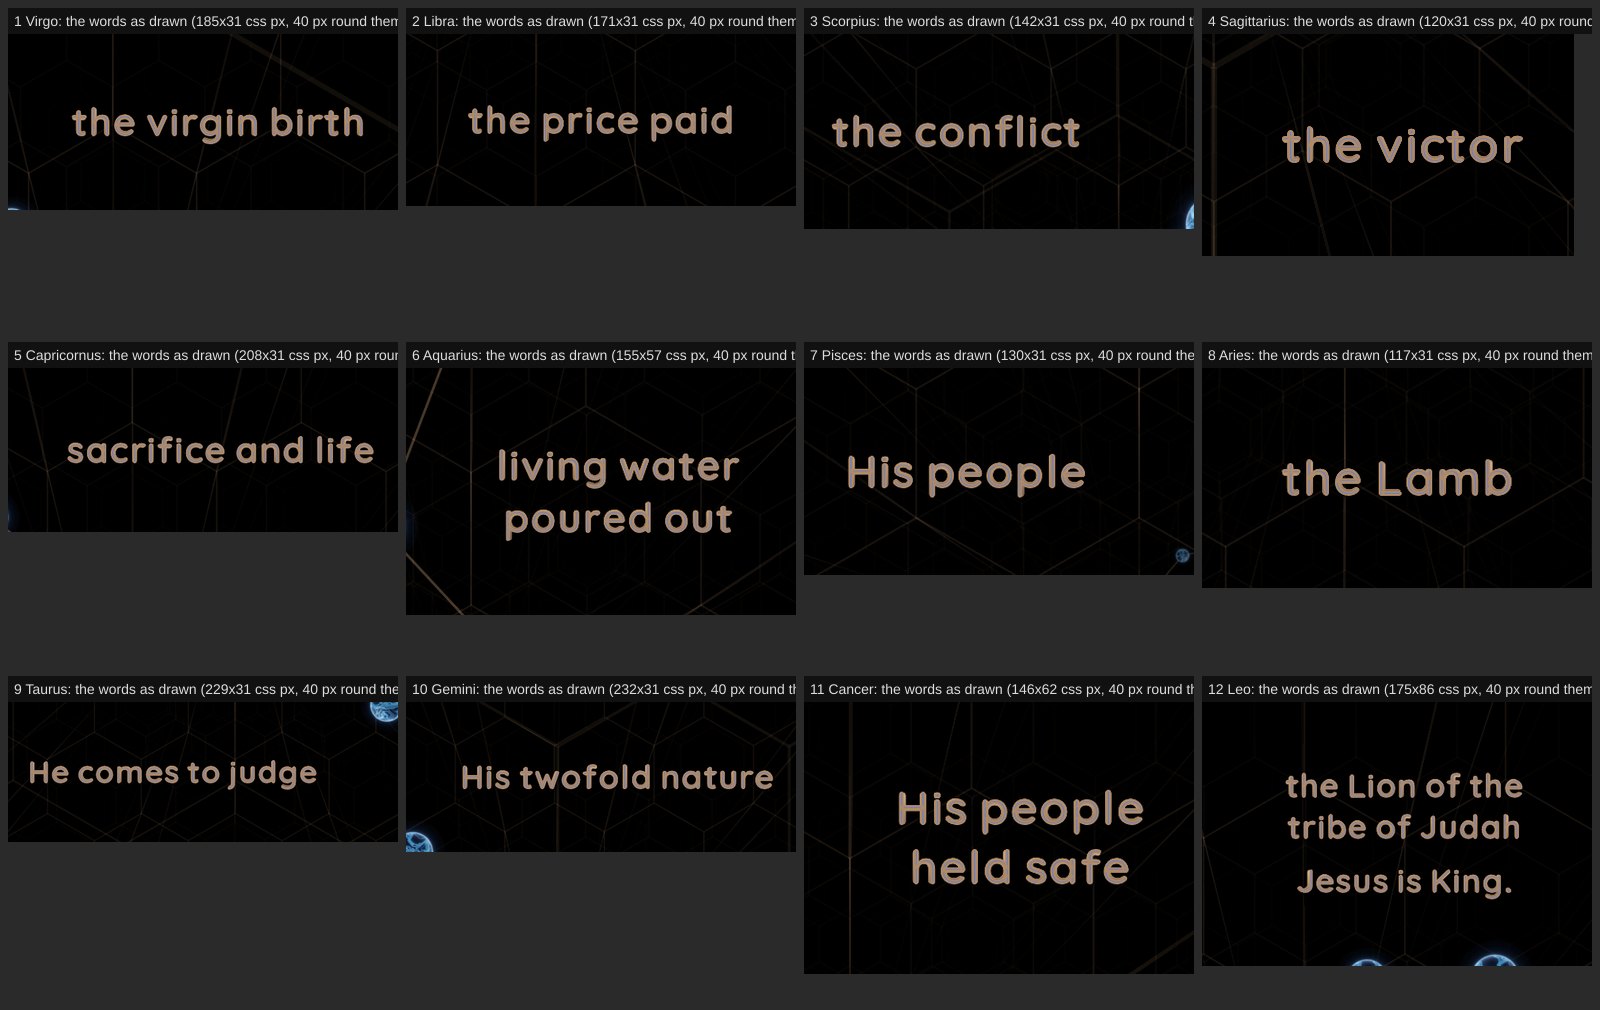 1 Virgo: the words as drawn (185x31 css px, 40 px round them
the virgin birth
2 Libra: the words as drawn (171x31 css px, 40 px round them
the price paid
3 Scorpius: the words as drawn (142x31 css px, 40 px round t
the conflict
4 Sagittarius: the words as drawn (120x31 css px, 40 px round
the victor
5 Capricornus: the words as drawn (208x31 css px, 40 px roun
sacrifice and life
6 Aquarius: the words as drawn (155x57 css px, 40 px round t
living water
poured out
7 Pisces: the words as drawn (130x31 css px, 40 px round the
His people
8 Aries: the words as drawn (117x31 css px, 40 px round them
the Lamb
9 Taurus: the words as drawn (229x31 css px, 40 px round the
He comes to judge
10 Gemini: the words as drawn (232x31 css px, 40 px round th
His twofold nature
11 Cancer: the words as drawn (146x62 css px, 40 px round th
His people
held safe
12 Leo: the words as drawn (175x86 css px, 40 px round them
the Lion of the
tribe of Judah
Jesus is King.